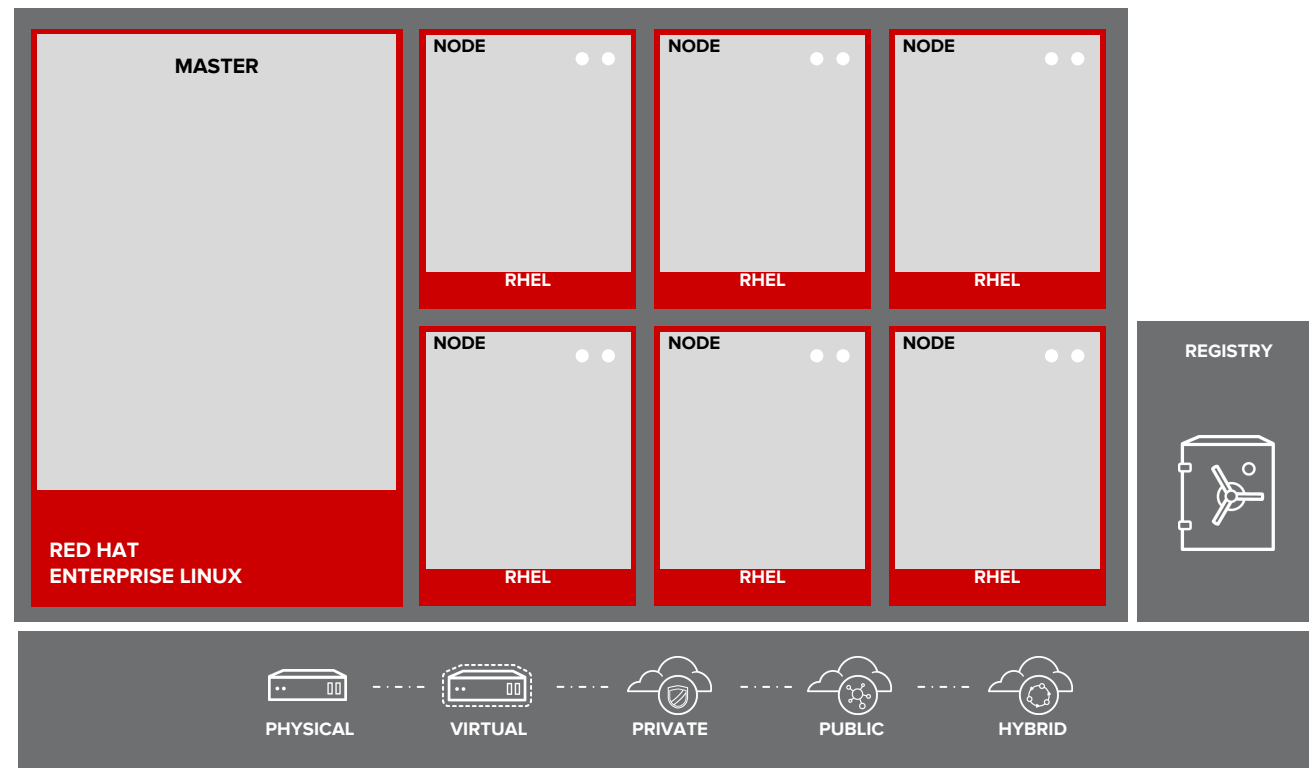 MASTER
RED HAT
ENTERPRISE LINUX
NODE
RHEL
NODE
RHEL
NODE
RHEL
NODE
RHEL
NODE
RHEL
NODE
RHEL
REGISTRY
PHYSICAL
VIRTUAL
PRIVATE
PUBLIC
HYBRID